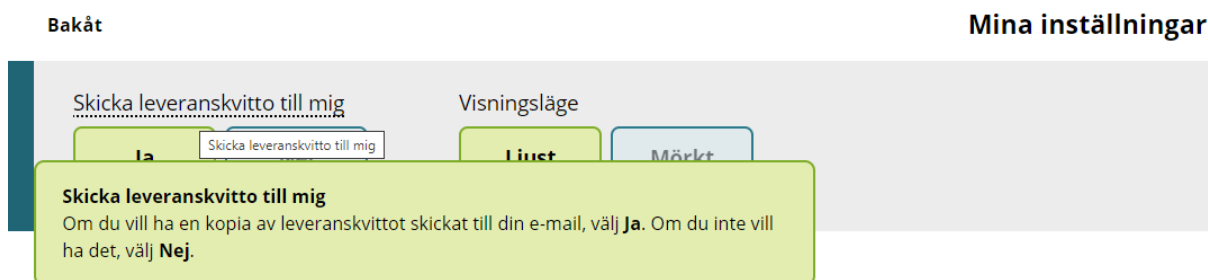 Bakåt
Mina inställningar
Skicka leveranskvitto till mig
Visningsläge
Ja
Skicka leveranskvitto till mig
Ljust
Mörkt
Skicka leveranskvitto till mig
Om du vill ha en kopia av leveranskvittot skickat till din e-mail, välj Ja. Om du inte vill
ha det, välj Nej.